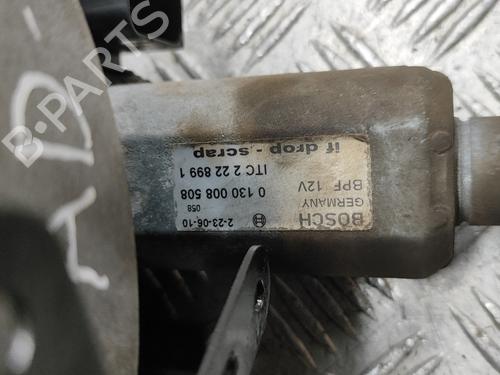 BOSCH 2-23-06-10
GERMANY 058
BPF 12V 0 130 008 508
ITC 2 22 899 1
if drop - scrap
B-PARTS